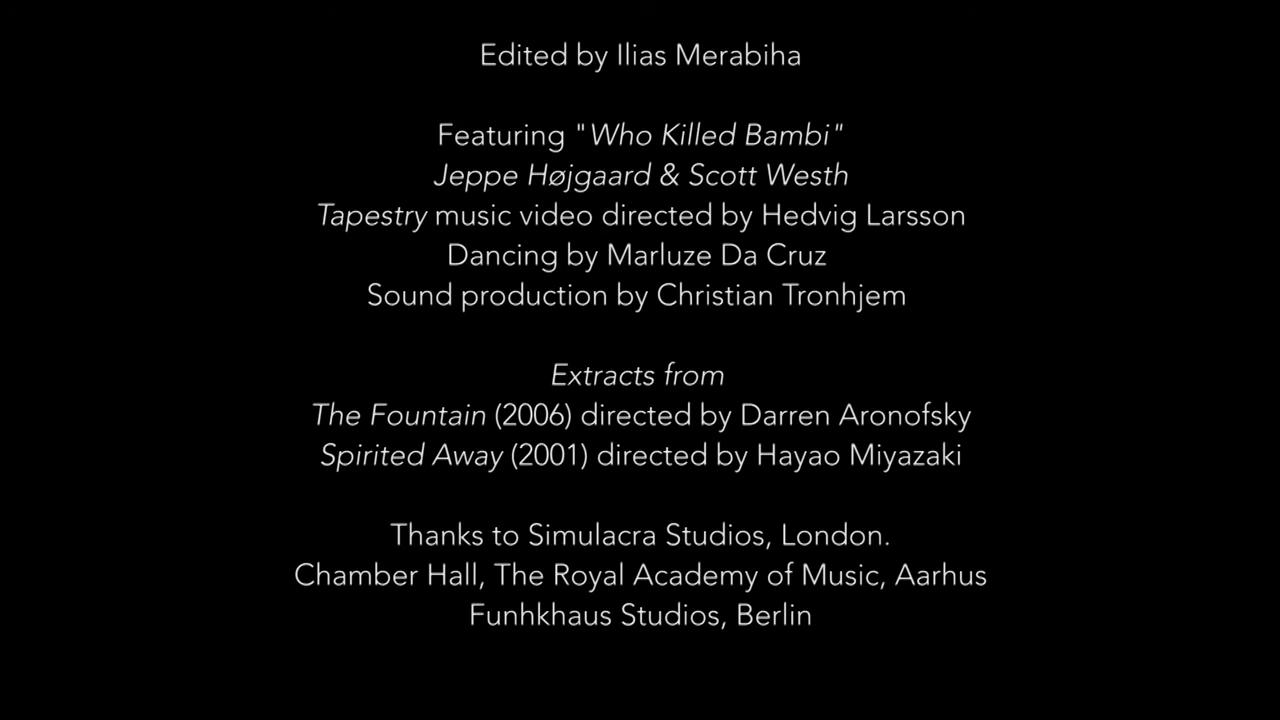 Edited by Ilias Merabiha
Featuring "Who Killed Bambi"
Jeppe Højgaard & Scott Westh
Tapestry music video directed by Hedvig Larsson
Dancing by Marluze Da Cruz
Sound production by Christian Tronhjem
Extracts from
The Fountain (2006) directed by Darren Aronofsky
Spirited Away (2001) directed by Hayao Miyazaki
Thanks to Simulacra Studios, London.
Chamber Hall, The Royal Academy of Music, Aarhus
Funhkhaus Studios, Berlin